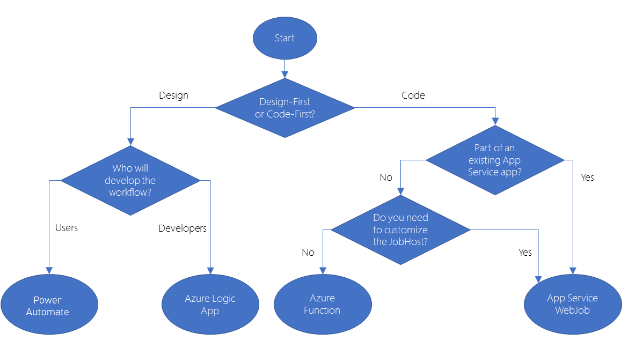 Start
Design-First
or Code-First?
Design
Code
Part of an
existing App
Service app?
Who will
develop the
workflow?
No
Yes
Do you need
to customize
the JobHost?
Users
Developers
No
Yes
Power
Automate
Azure Logic
App
Azure
Function
App Service
WebJob